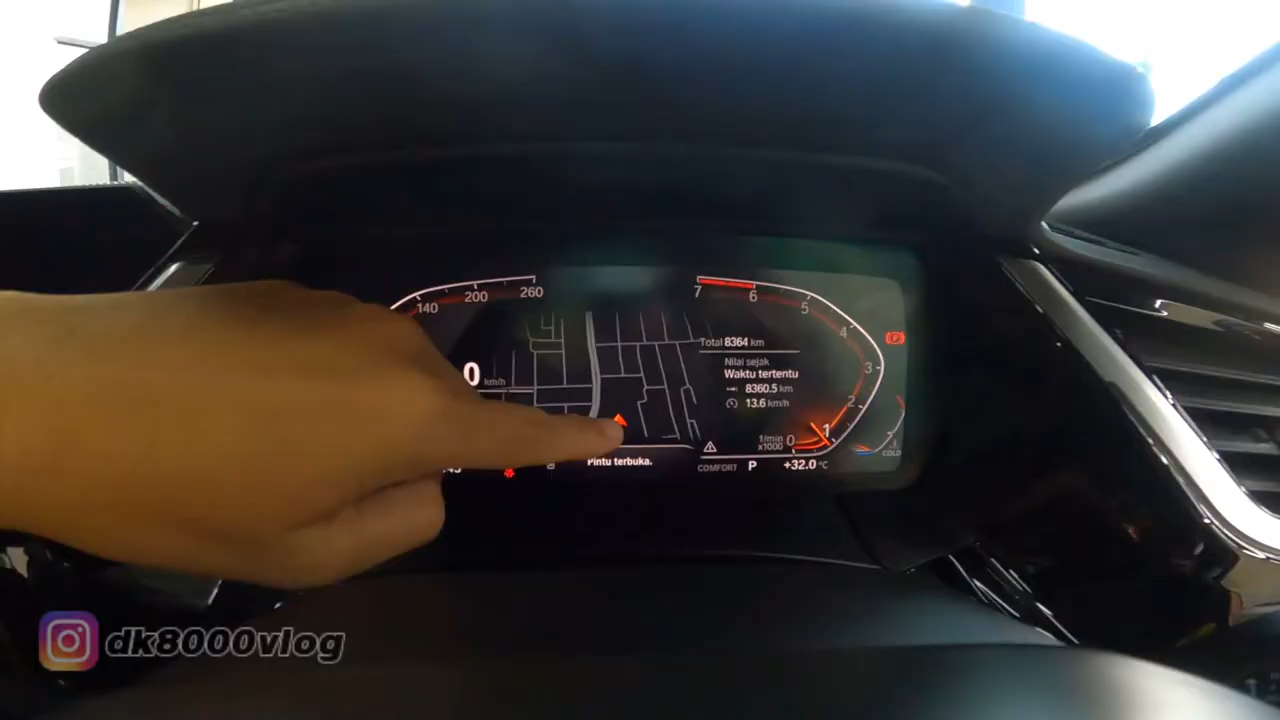 140 200 260
7 6 5 4 3 2 1 0
Total 8364 km
Nilai sejak
Waktu tertentu
8360.5 km
13.6 km/h
0 km/h
P
1/min
x1000
COLD
Pintu terbuka.
COMFORT P +32.0 °C
dk8000vlog